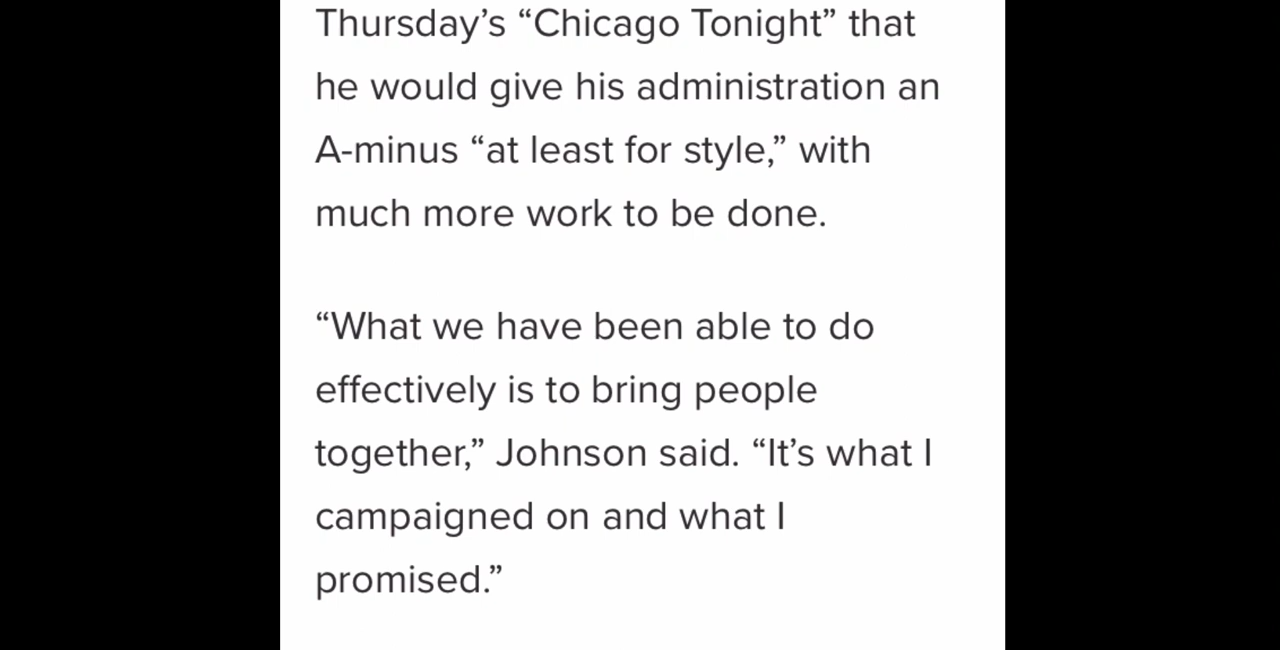 Thursday’s “Chicago Tonight” that
he would give his administration an
A-minus “at least for style,” with
much more work to be done.
“What we have been able to do
effectively is to bring people
together,” Johnson said. “It’s what I
campaigned on and what I
promised.”